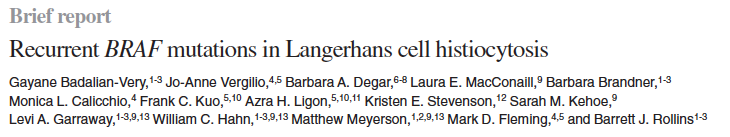 Brief report
Recurrent BRAF mutations in Langerhans cell histiocytosis
Gayane Badalian-Very,1-3 Jo-Anne Vergilio,4,5 Barbara A. Degar,6-8 Laura E. MacConaill,9 Barbara Brandner,1-3
Monica L. Calicchio,4 Frank C. Kuo,5,10 Azra H. Ligon,5,10,11 Kristen E. Stevenson,12 Sarah M. Kehoe,9
Levi A. Garraway,1-3,9,13 William C. Hahn,1-3,9,13 Matthew Meyerson,1,2,9,13 Mark D. Fleming,4,5 and Barrett J. Rollins1-3